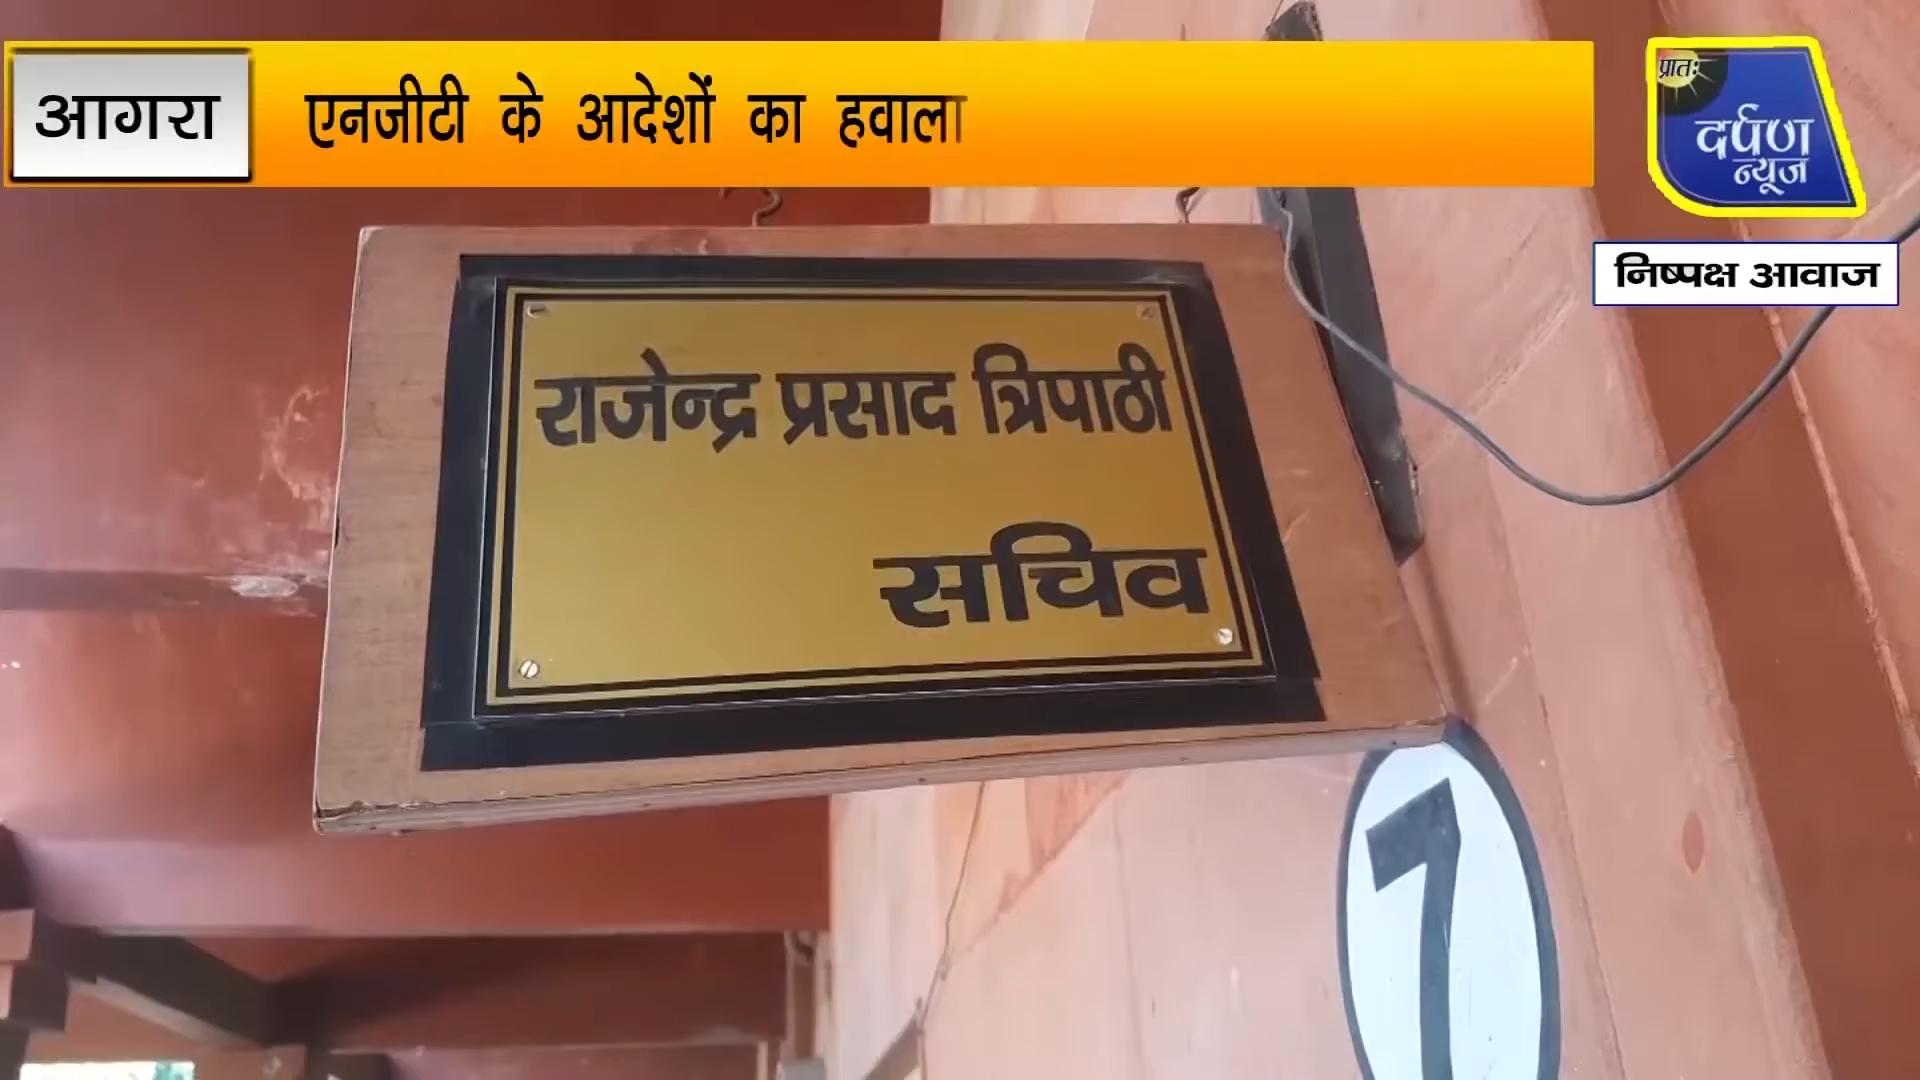 आगरा
एनजीटी के आदेशों का हवाला
प्रातः
दर्पण
न्यूज
निष्पक्ष आवाज
राजेन्द्र प्रसाद त्रिपाठी
सचिव
7